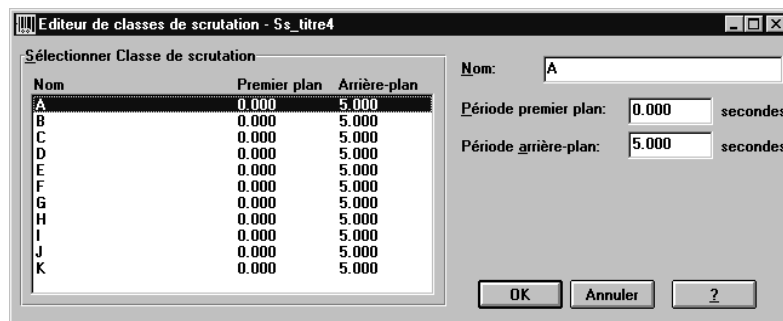 Editeur de classes de scrutation - Ss_titre4
Sélectionner Classe de scrutation
Nom Premier plan Arrière-plan
A 0.000 5.000
B 0.000 5.000
C 0.000 5.000
D 0.000 5.000
E 0.000 5.000
F 0.000 5.000
G 0.000 5.000
H 0.000 5.000
I 0.000 5.000
J 0.000 5.000
K 0.000 5.000
Nom: A
Période premier plan: 0.000 secondes
Période arrière-plan: 5.000 secondes
OK Annuler ?